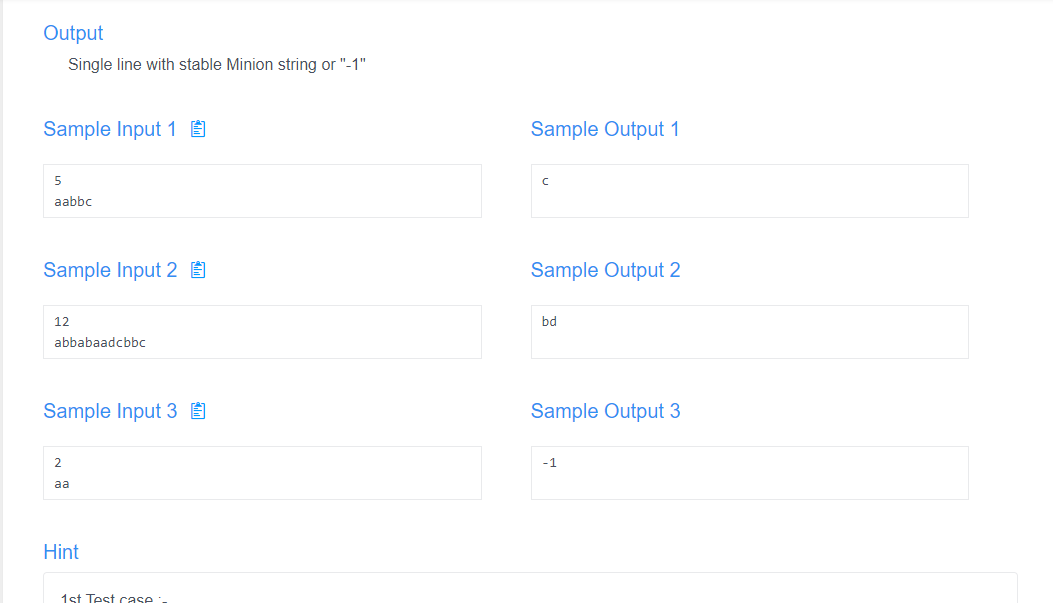 Output
Single line with stable Minion string or "-1"
Sample Input 1
Sample Output 1
5
aabbc
c
Sample Input 2
Sample Output 2
12
abbabaadcbbc
bd
Sample Input 3
Sample Output 3
2
aa
-1
Hint
1st Test case :-